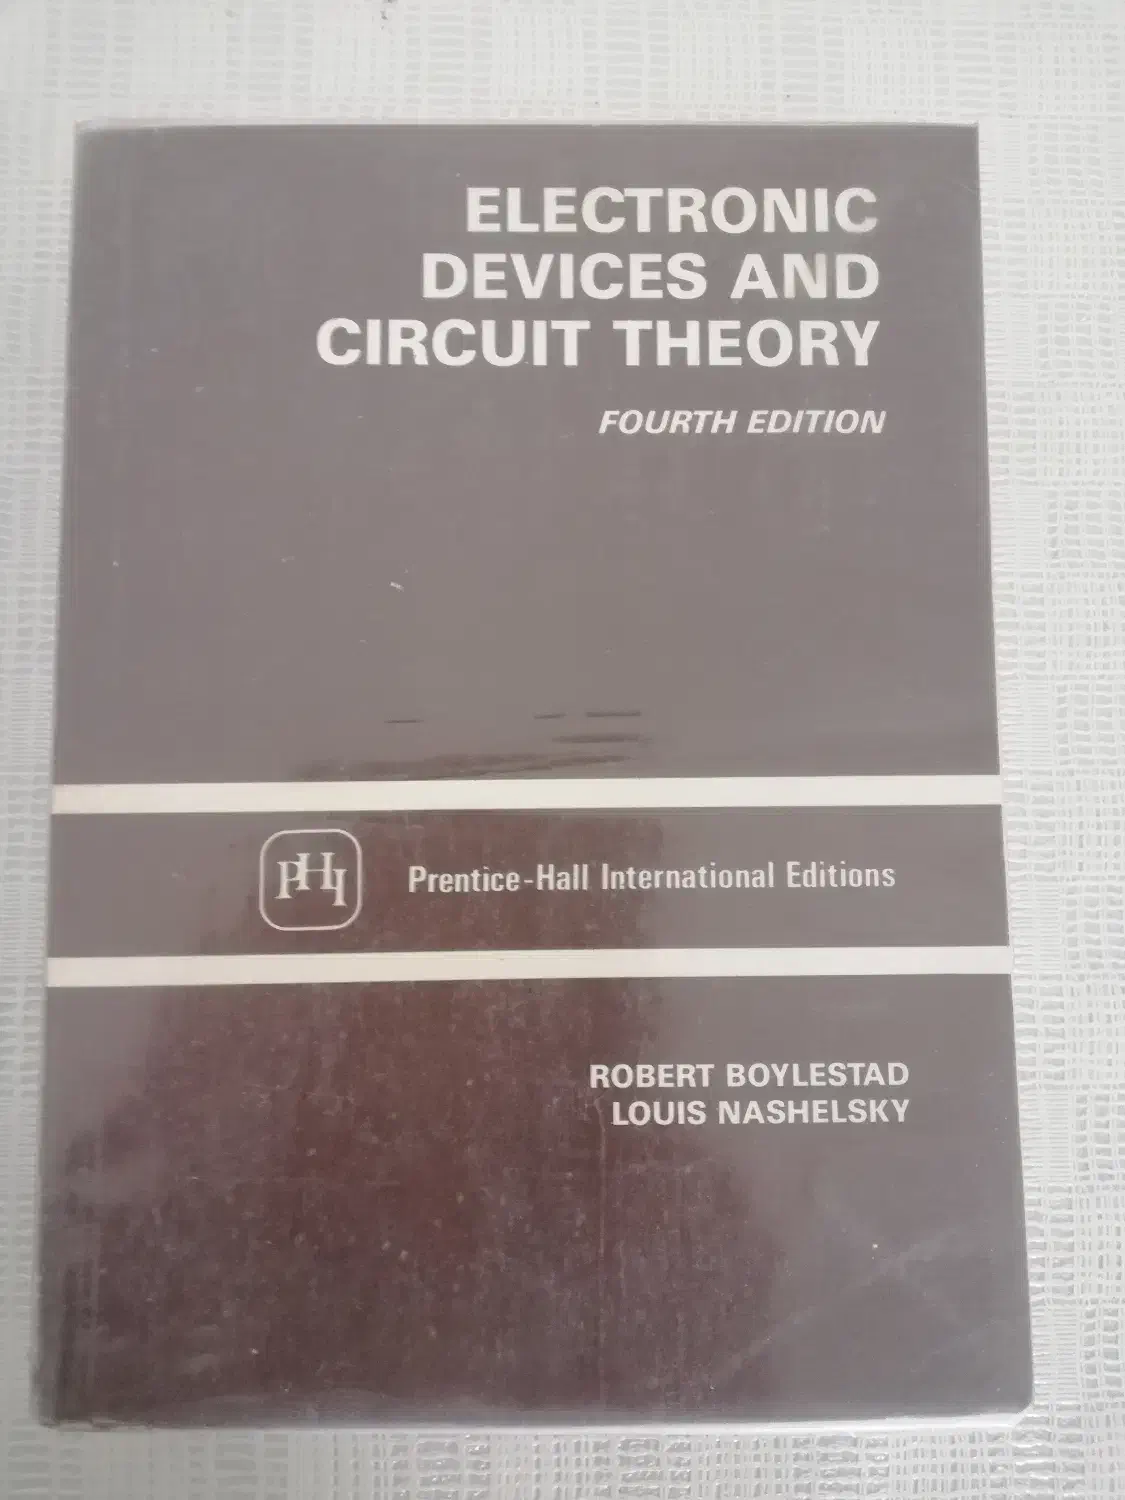 ELECTRONIC
DEVICES AND
CIRCUIT THEORY
FOURTH EDITION
PHI
Prentice-Hall International Editions
ROBERT BOYLESTAD
LOUIS NASHELSKY